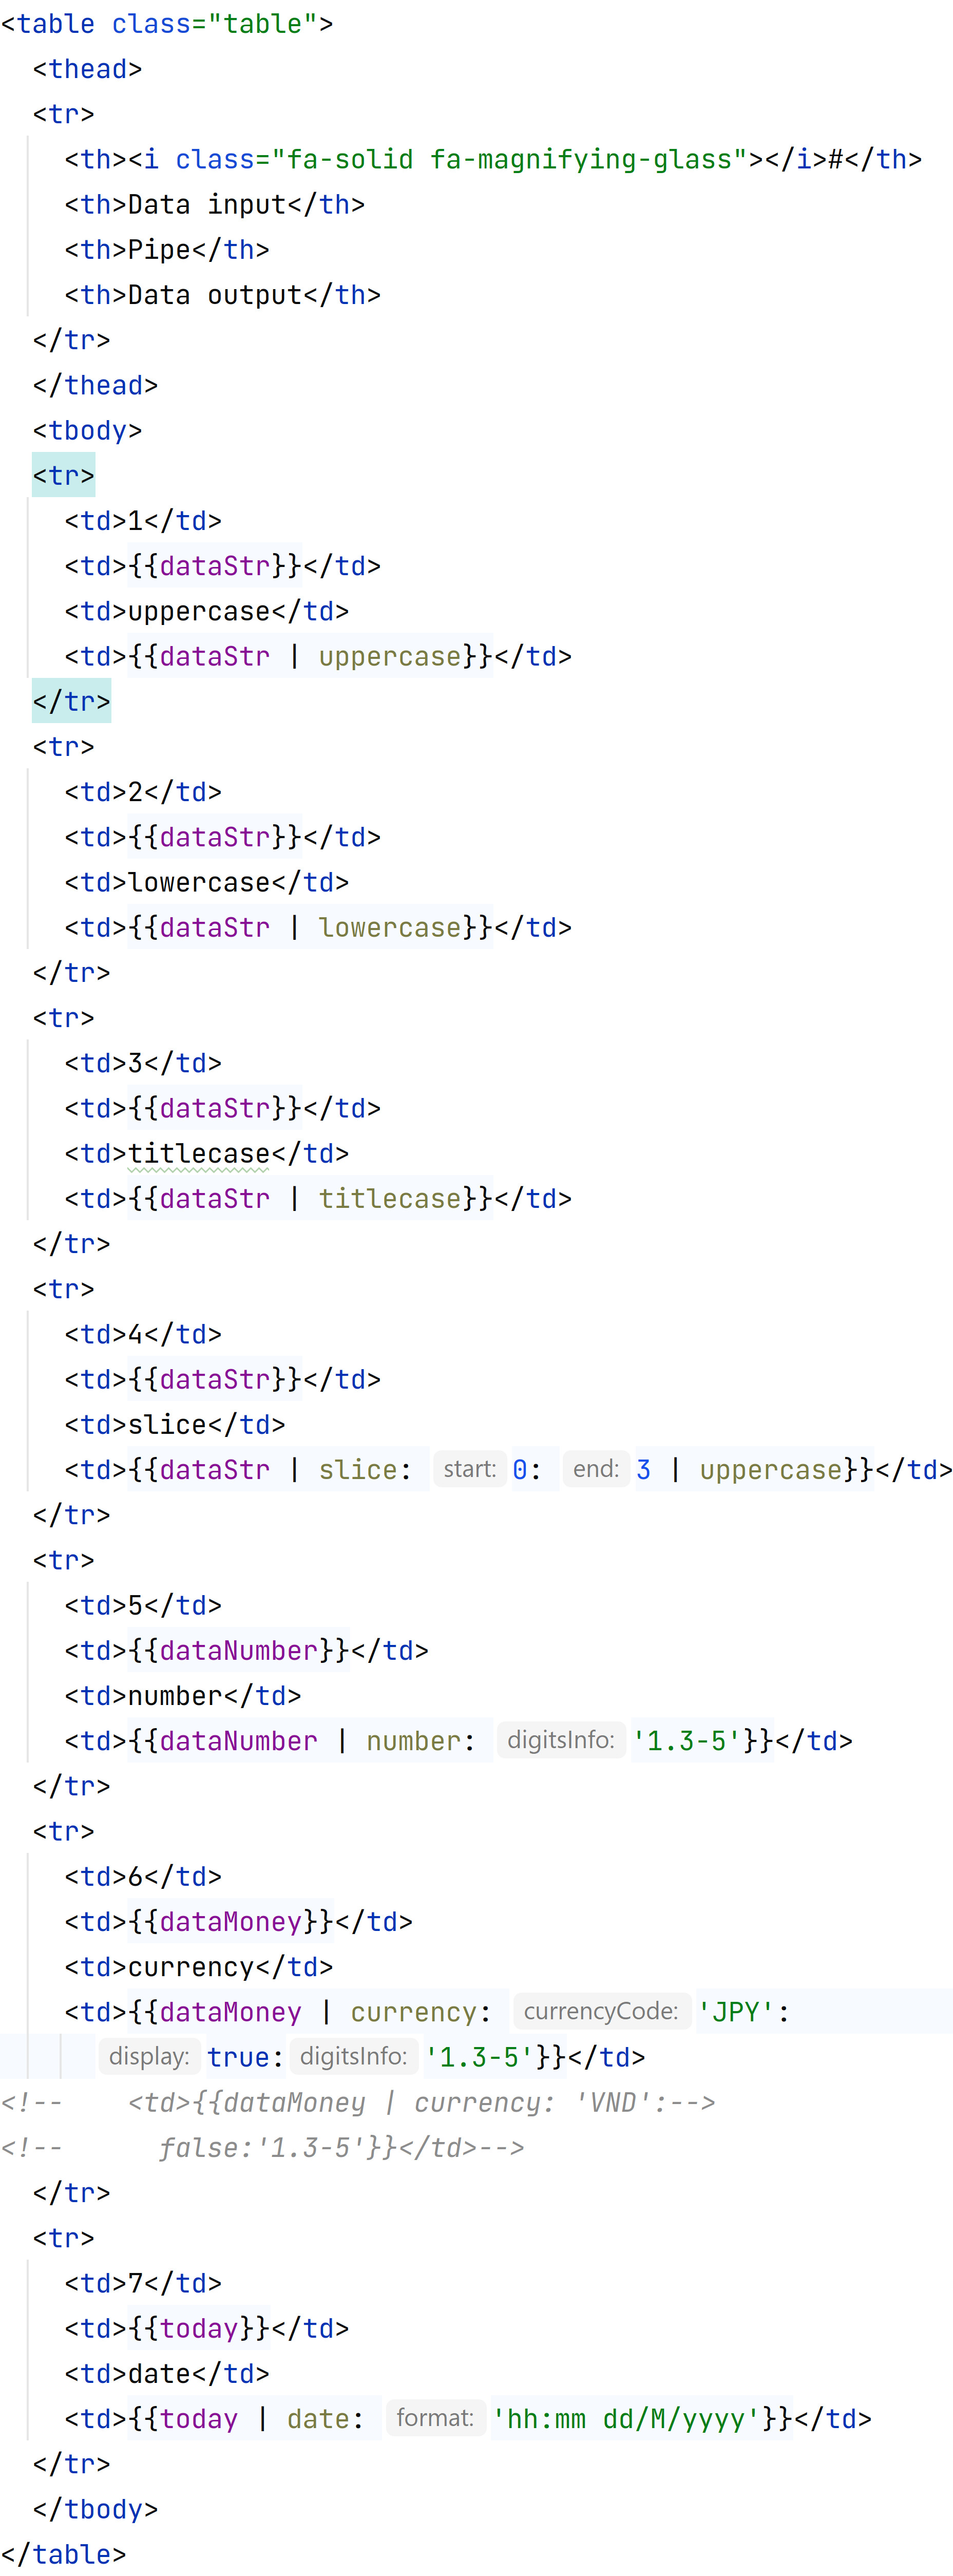 <table class="table">
  <thead>
  <tr>
    <th><i class="fa-solid fa-magnifying-glass"></i>#</th>
    <th>Data input</th>
    <th>Pipe</th>
    <th>Data output</th>
  </tr>
  </thead>
  <tbody>
  <tr>
    <td>1</td>
    <td>{{dataStr}}</td>
    <td>uppercase</td>
    <td>{{dataStr | uppercase}}</td>
  </tr>
  <tr>
    <td>2</td>
    <td>{{dataStr}}</td>
    <td>lowercase</td>
    <td>{{dataStr | lowercase}}</td>
  </tr>
  <tr>
    <td>3</td>
    <td>{{dataStr}}</td>
    <td>titlecase</td>
    <td>{{dataStr | titlecase}}</td>
  </tr>
  <tr>
    <td>4</td>
    <td>{{dataStr}}</td>
    <td>slice</td>
    <td>{{dataStr | slice: start: 0: end: 3 | uppercase}}</td>
  </tr>
  <tr>
    <td>5</td>
    <td>{{dataNumber}}</td>
    <td>number</td>
    <td>{{dataNumber | number: digitsInfo: '1.3-5'}}</td>
  </tr>
  <tr>
    <td>6</td>
    <td>{{dataMoney}}</td>
    <td>currency</td>
    <td>{{dataMoney | currency: currencyCode: 'JPY':
      display: true: digitsInfo: '1.3-5'}}</td>
<!--    <td>{{dataMoney | currency: 'VND':-->
<!--      false:'1.3-5'}}</td>-->
  </tr>
  <tr>
    <td>7</td>
    <td>{{today}}</td>
    <td>date</td>
    <td>{{today | date: format: 'hh:mm dd/M/yyyy'}}</td>
  </tr>
  </tbody>
</table>